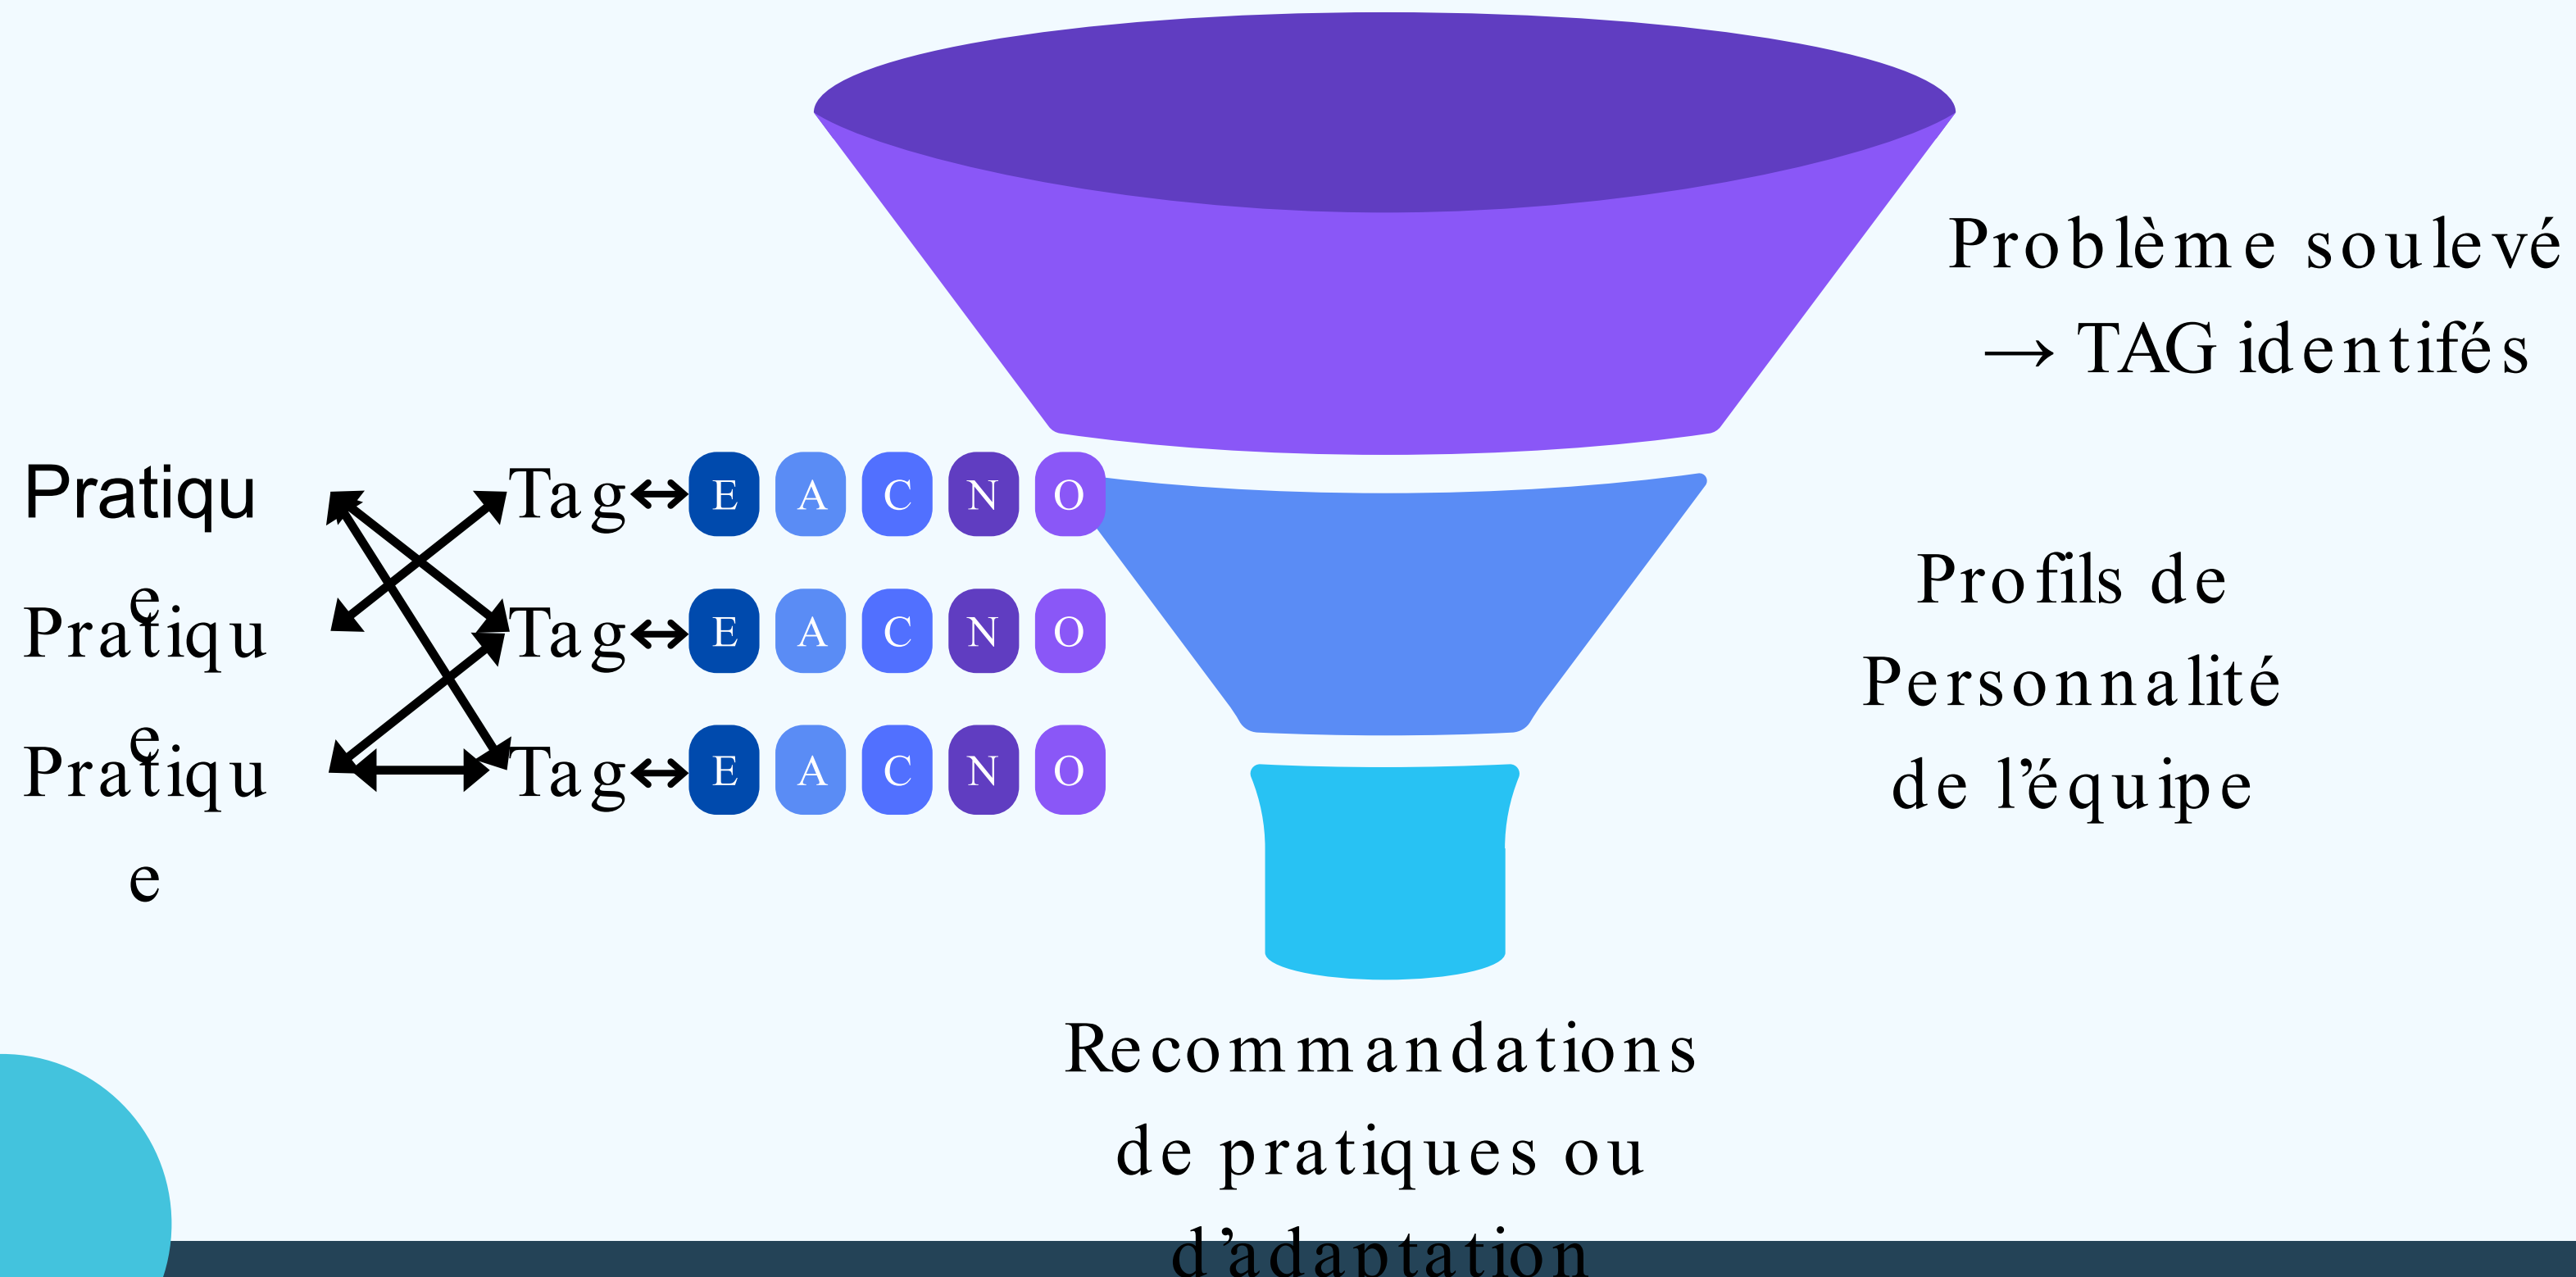 Problème soulevé
→ TAG identifés
Pratiqu
e
Pratiqu
e
Pratiqu
e
Tag
E A C N O
Tag
E A C N O
Tag
E A C N O
Profils de
Personnalité
de l’équipe
Recommandations
de pratiques ou
d’adaptation